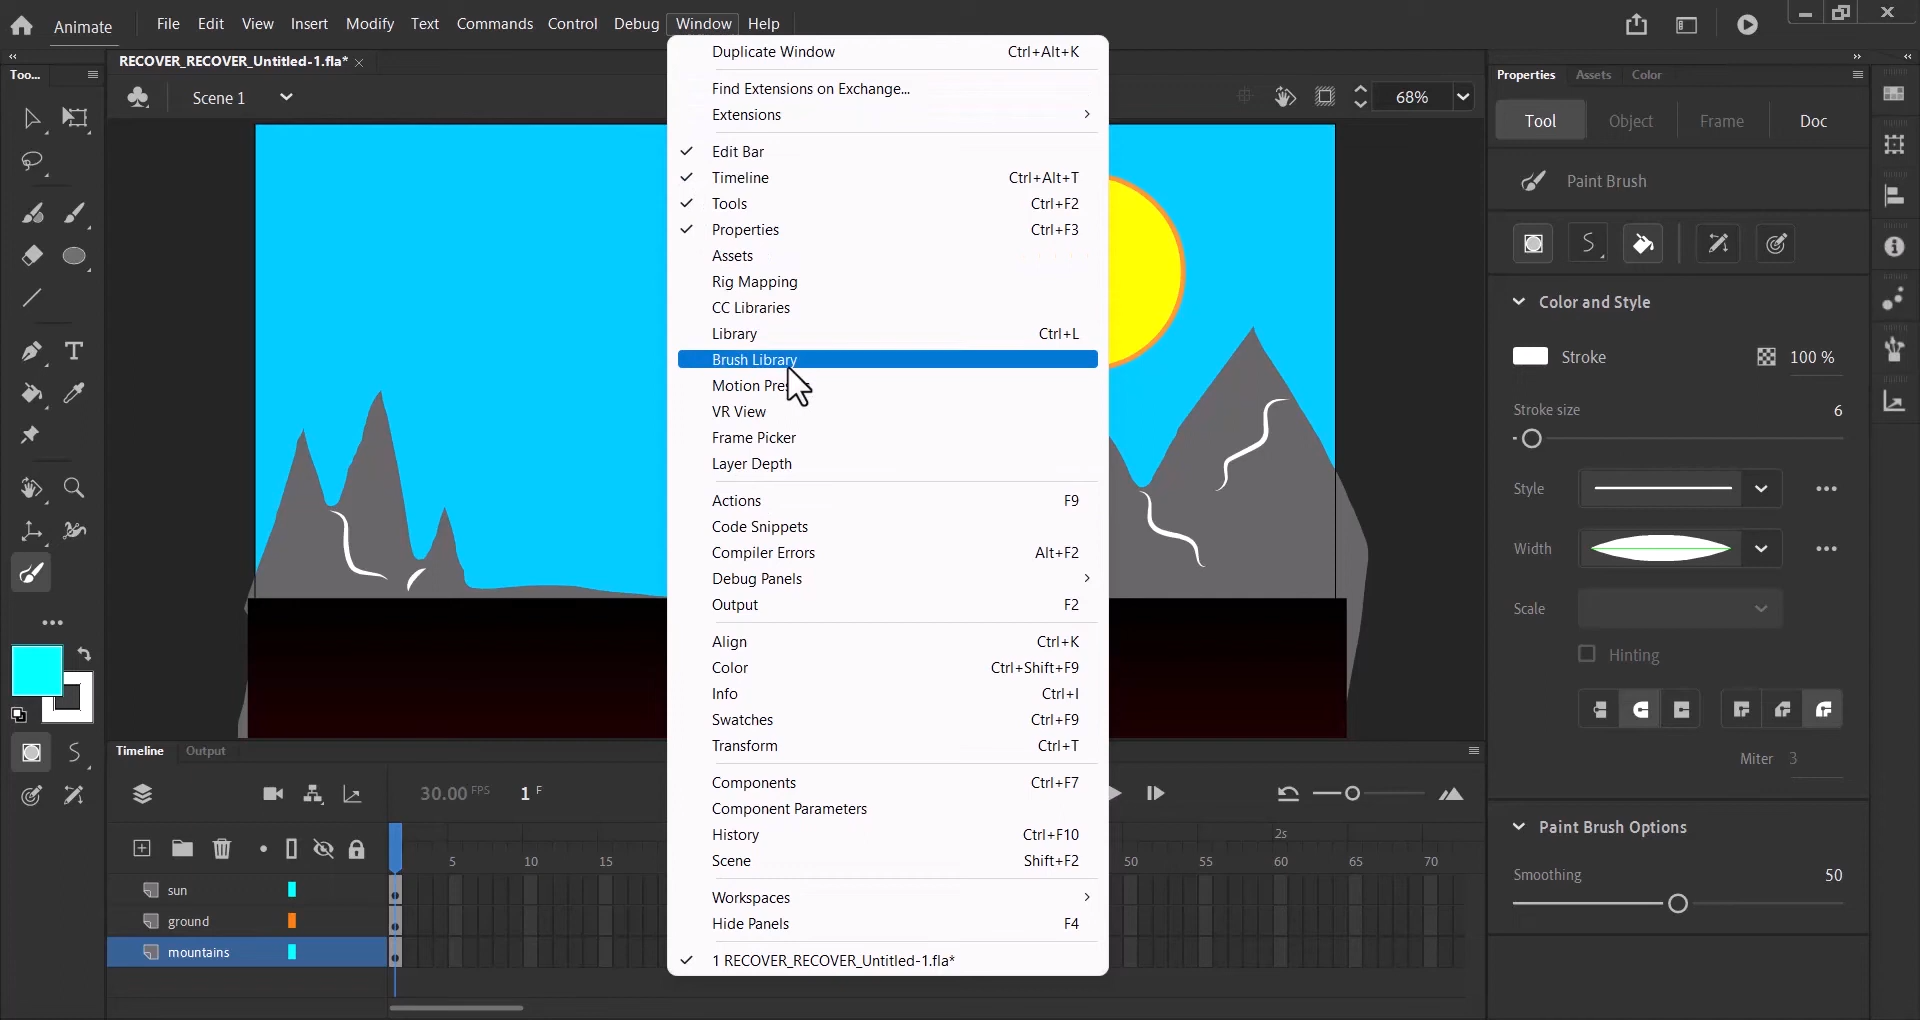 Animate File Edit View Insert Modify Text Commands Control Debug Window Help
Too...
RECOVER_RECOVER_Untitled-1.fla*
Scene 1
68%
Duplicate Window Ctrl+Alt+K
Find Extensions on Exchange...
Extensions
Edit Bar
Timeline Ctrl+Alt+T
Tools Ctrl+F2
Properties Ctrl+F3
Assets
Rig Mapping
CC Libraries
Library Ctrl+L
Brush Library
Motion
VR View
Frame Picker
Layer Depth
Actions F9
Code Snippets
Compiler Errors Alt+F2
Debug Panels
Output F2
Align Ctrl+K
Color Ctrl+Shift+F9
Info Ctrl+I
Swatches Ctrl+F9
Transform Ctrl+T
Components Ctrl+F7
Component Parameters
History Ctrl+F10
Scene Shift+F2
Workspaces
Hide Panels F4
1 RECOVER_RECOVER_Untitled-1.fla*
Properties Assets Color
Tool Object Frame Doc
Paint Brush
Color and Style
Stroke 100 %
Stroke size 6
Style
Width
Scale
Hinting
Miter 3
Paint Brush Options
Smoothing 50
Timeline Output
30.00 FPS 1 F
2s
5 10 15 50 55 60 65 70
sun
ground
mountains